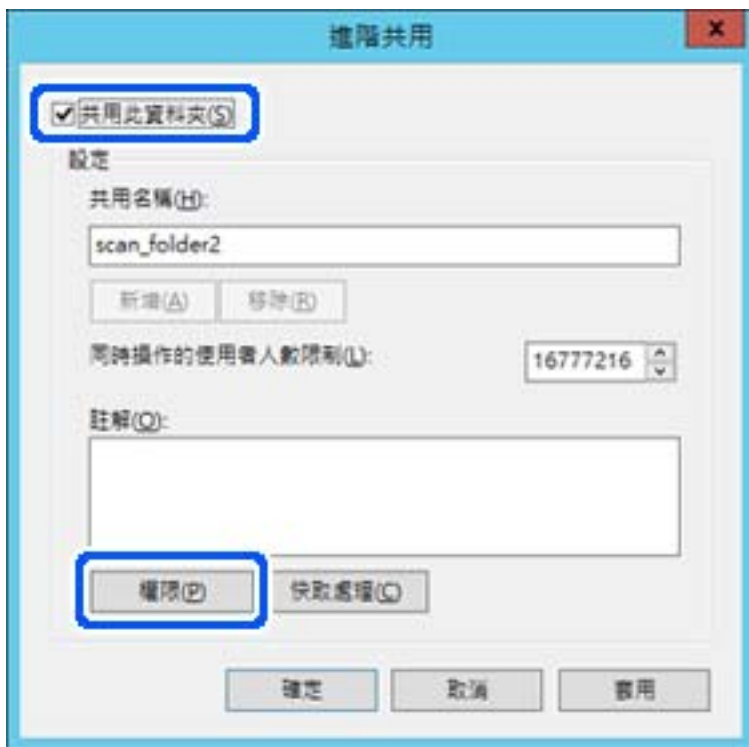 進階共用
共用此資料夾(S)
設定
共用名稱(H):
scan_folder2
新增(A) 移除(R)
同時操作的使用者人數限制(L):
16777216
註解(O):
權限(P) 快取處理(C)
確定 取消 套用